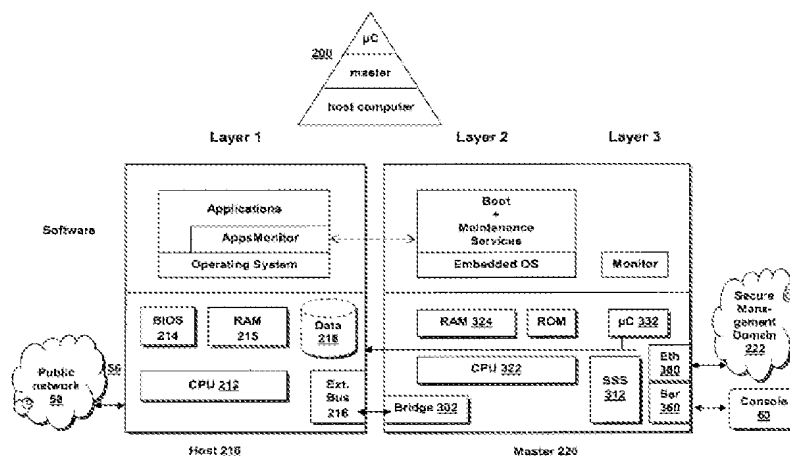 200
µC
master
host computer
Layer 1
Layer 2
Layer 3
Software
Applications
AppsMonitor
Operating System
Boot
+
Maintenance
Services
Embedded OS
Monitor
BIOS
214
RAM
215
Data
218
RAM 324
ROM
µC 332
Secure
Man-
agement
Domain
222
Public
network
58
56
CPU 212
Ext.
Bus
216
CPU 322
Bridge 302
SSS
312
Eth
380
Ser
360
Console
60
Host 210
Master 220